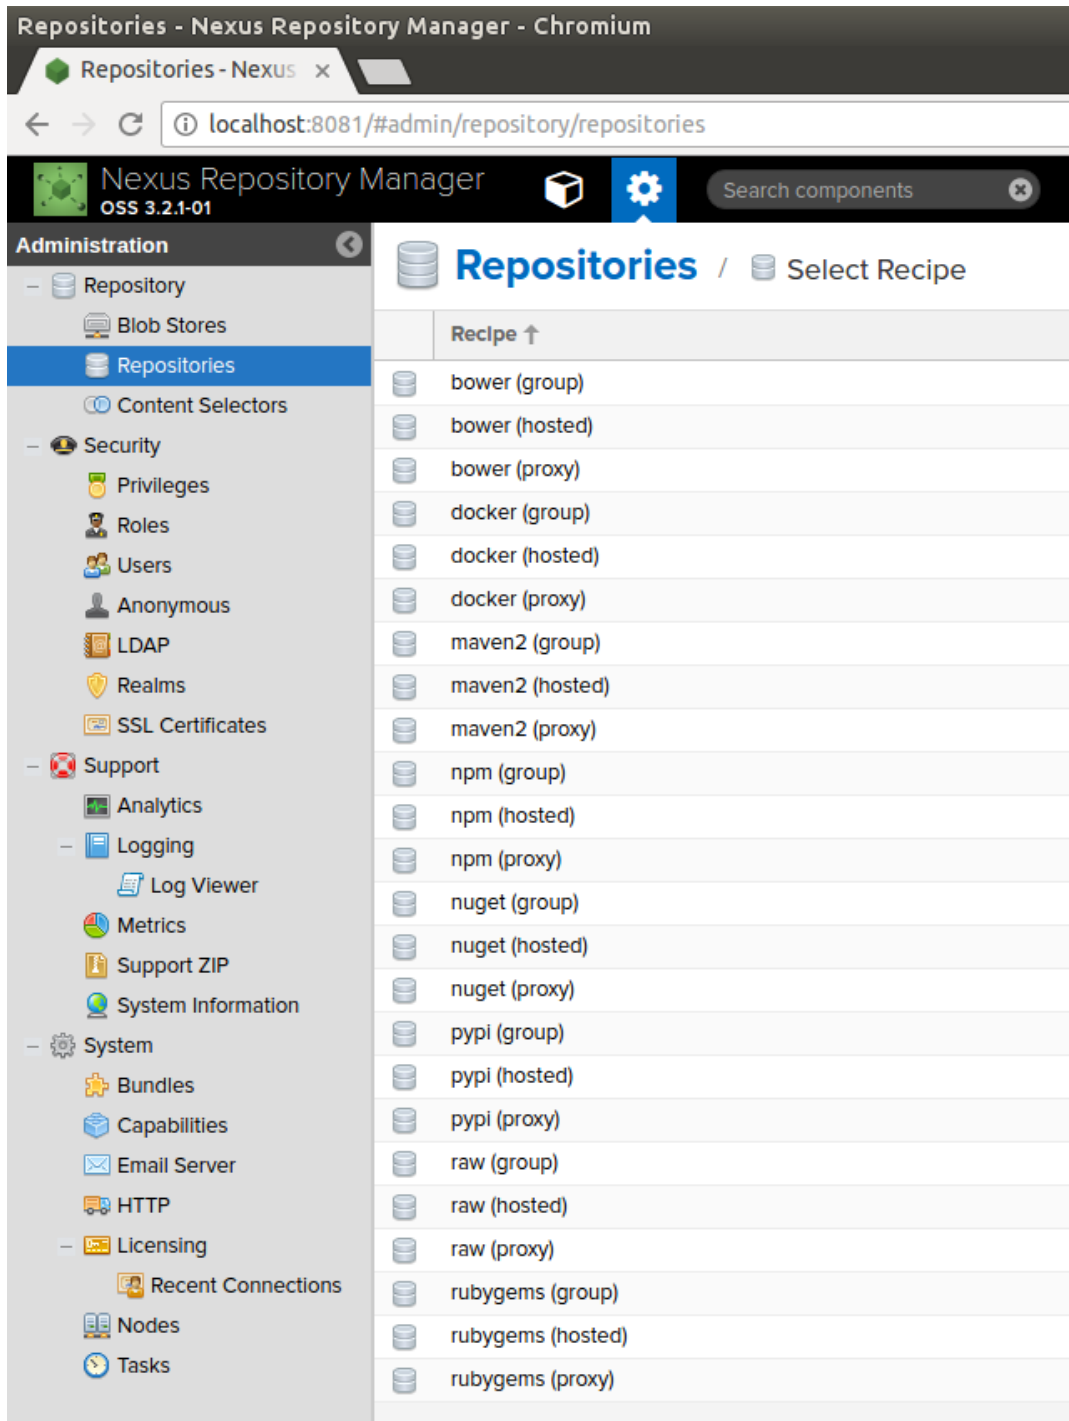 Repositories - Nexus Repository Manager - Chromium
Repositories - Nexus
localhost:8081/#admin/repository/repositories
Nexus Repository Manager
OSS 3.2.1-01
Search components
Administration
Repositories / Select Recipe
Repository
Blob Stores
Repositories
Content Selectors
Security
Privileges
Roles
Users
Anonymous
LDAP
Realms
SSL Certificates
Support
Analytics
Logging
Log Viewer
Metrics
Support ZIP
System Information
System
Bundles
Capabilities
Email Server
HTTP
Licensing
Recent Connections
Nodes
Tasks
Recipe
bower (group)
bower (hosted)
bower (proxy)
docker (group)
docker (hosted)
docker (proxy)
maven2 (group)
maven2 (hosted)
maven2 (proxy)
npm (group)
npm (hosted)
npm (proxy)
nuget (group)
nuget (hosted)
nuget (proxy)
pypi (group)
pypi (hosted)
pypi (proxy)
raw (group)
raw (hosted)
raw (proxy)
rubygems (group)
rubygems (hosted)
rubygems (proxy)